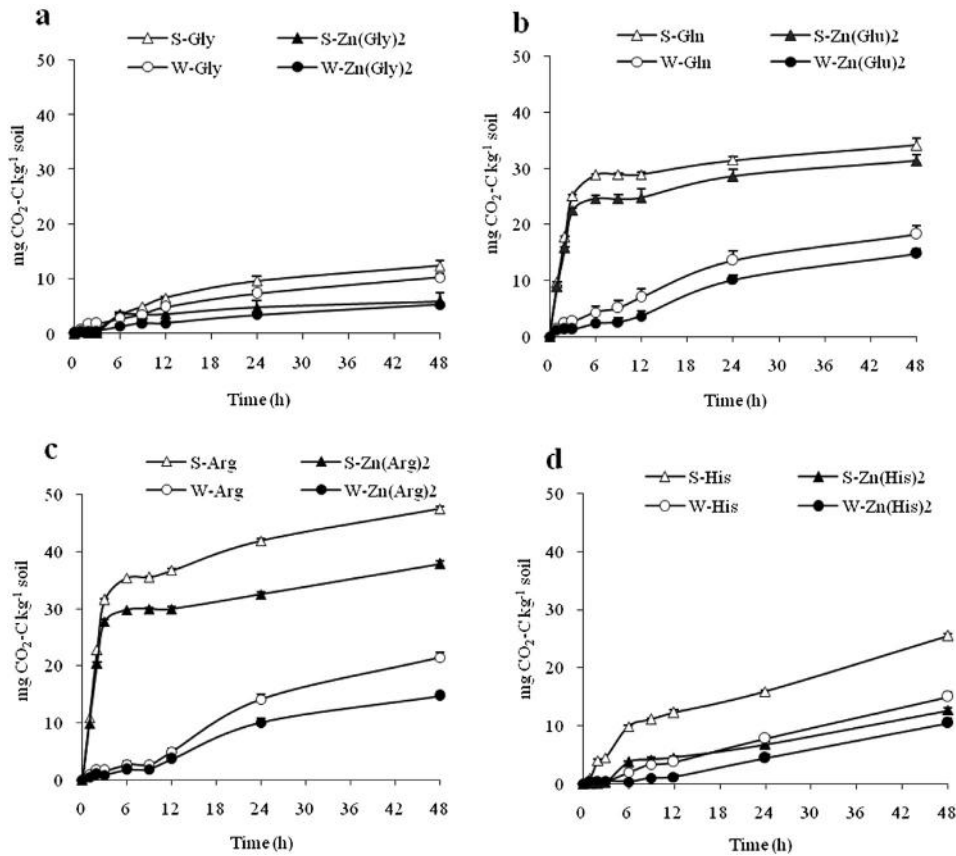 a
S-Gly S-Zn(Gly)2
W-Gly W-Zn(Gly)2
50
40
30
20
10
0
mg CO2-C kg-1 soil
0 6 12 18 24 30 36 42 48
Time (h)
b
S-Gln S-Zn(Glu)2
W-Gln W-Zn(Glu)2
50
40
30
20
10
0
mg CO2-C kg-1 soil
0 6 12 18 24 30 36 42 48
Time (h)
c
S-Arg S-Zn(Arg)2
W-Arg W-Zn(Arg)2
50
40
30
20
10
0
mg CO2-C kg-1 soil
0 6 12 18 24 30 36 42 48
Time (h)
d
S-His S-Zn(His)2
W-His W-Zn(His)2
50
40
30
20
10
0
mg CO2-C kg-1 soil
0 6 12 18 24 30 36 42 48
Time (h)